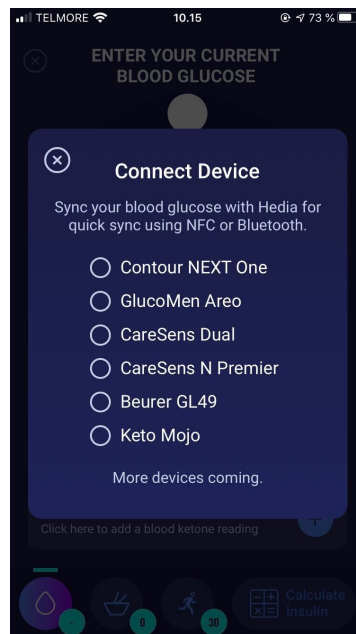 TELMORE 10.15 73 %
ENTER YOUR CURRENT
BLOOD GLUCOSE
Connect Device
Sync your blood glucose with Hedia for
quick sync using NFC or Bluetooth.
Contour NEXT One
GlucoMen Areo
CareSens Dual
CareSens N Premier
Beurer GL49
Keto Mojo
More devices coming.
Click here to add a blood ketone reading
- 0 30
Calculate
Insulin